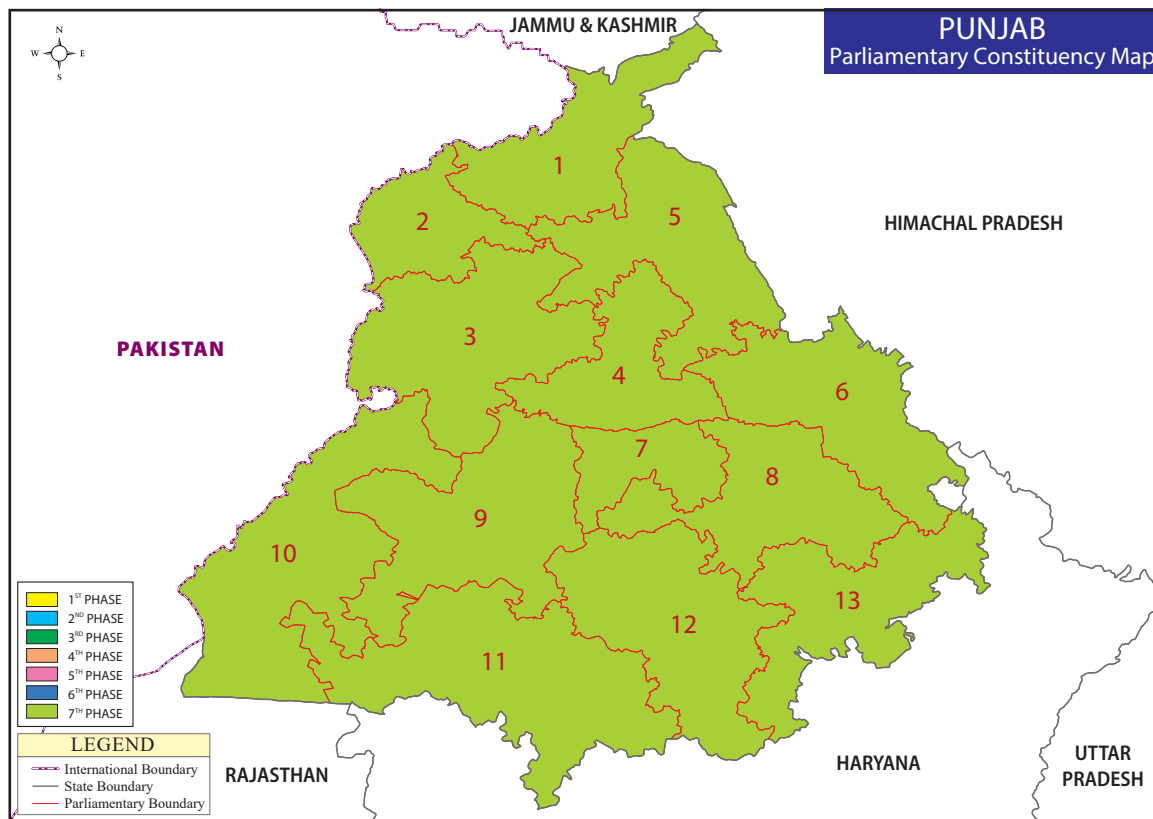 JAMMU & KASHMIR
PUNJAB
Parliamentary Constituency Map
N
W E
S
1
2
5
HIMACHAL PRADESH
3
PAKISTAN
4
6
7
8
9
10
13
12
11
1ST PHASE
2ND PHASE
3RD PHASE
4TH PHASE
5TH PHASE
6TH PHASE
7TH PHASE
LEGEND
International Boundary
State Boundary
Parliamentary Boundary
RAJASTHAN
HARYANA
UTTAR
PRADESH